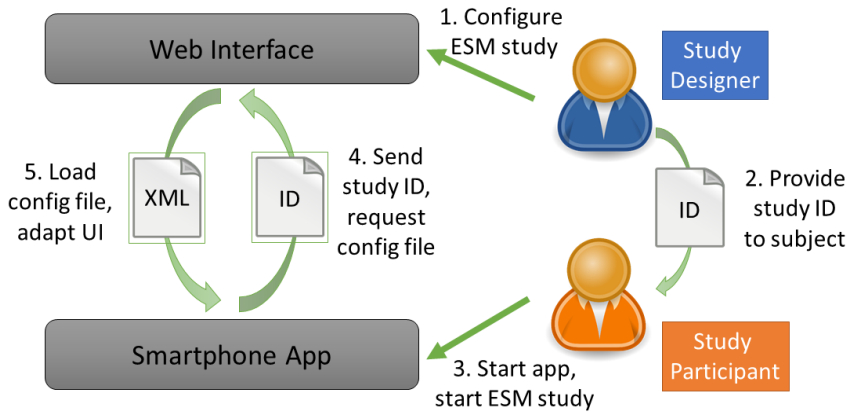 Web Interface
1. Configure
ESM study
Study
Designer
5. Load
config file,
adapt UI
XML
ID
4. Send
study ID,
request
config file
ID
2. Provide
study ID
to subject
Smartphone App
3. Start app,
start ESM study
Study
Participant